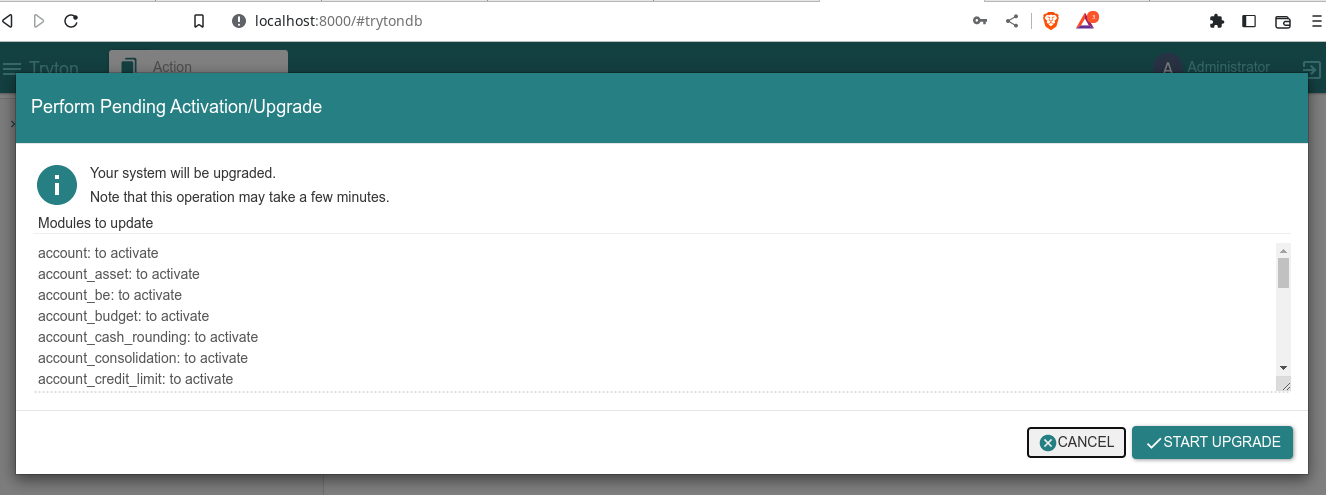 localhost:8000/#trytondb
3
Tryton
Action
A
Administrator
Perform Pending Activation/Upgrade
Your system will be upgraded.
Note that this operation may take a few minutes.
Modules to update
account: to activate
account_asset: to activate
account_be: to activate
account_budget: to activate
account_cash_rounding: to activate
account_consolidation: to activate
account_credit_limit: to activate
CANCEL
START UPGRADE